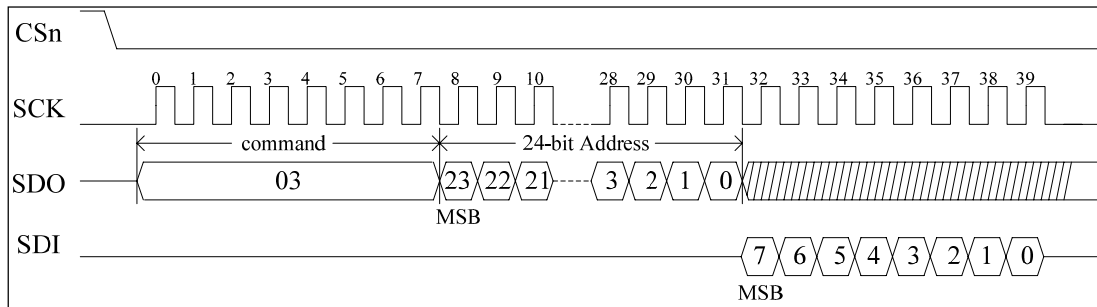 CSn
0 1 2 3 4 5 6 7 8 9 10 28 29 30 31 32 33 34 35 36 37 38 39
SCK
command 24-bit Address
SDO 03 23 22 21 3 2 1 0
MSB
SDI 7 6 5 4 3 2 1 0
MSB